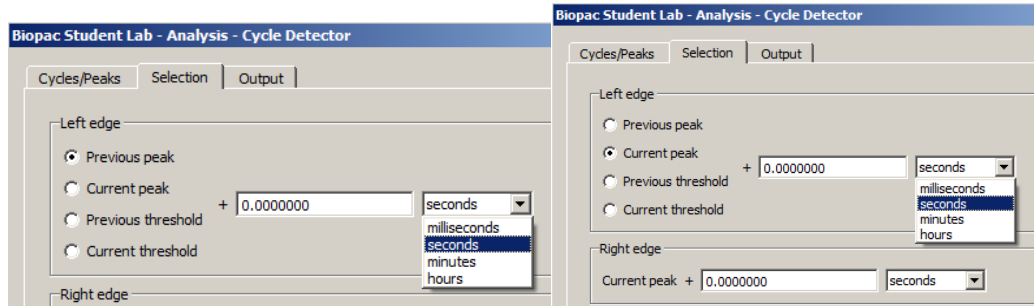 Biopac Student Lab - Analysis - Cycle Detector
Cycles/Peaks Selection Output
Left edge
Previous peak
Current peak
Previous threshold
Current threshold
+ 0.0000000 seconds
milliseconds
seconds
minutes
hours
Right edge
Biopac Student Lab - Analysis - Cycle Detector
Cycles/Peaks Selection Output
Left edge
Previous peak
Current peak
Previous threshold
Current threshold
+ 0.0000000 seconds
milliseconds
seconds
minutes
hours
Right edge
Current peak + 0.0000000 seconds